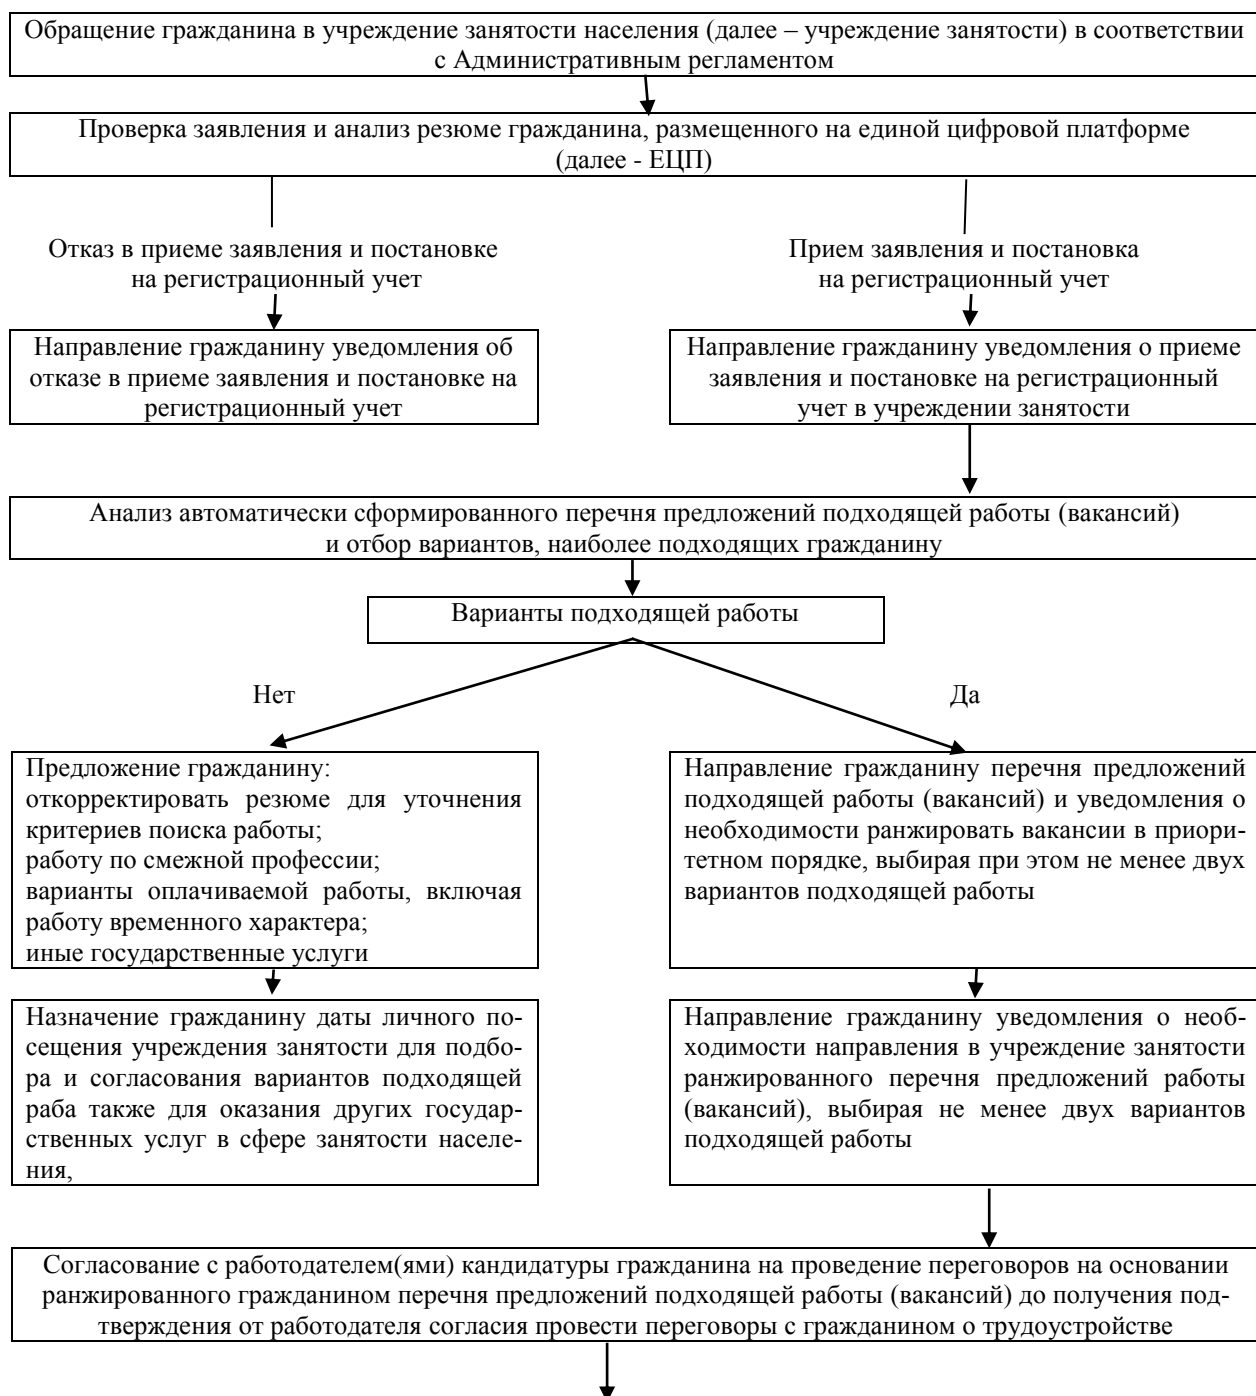 Обращение гражданина в учреждение занятости населения (далее – учреждение занятости) в соответствии
с Административным регламентом
Проверка заявления и анализ резюме гражданина, размещенного на единой цифровой платформе
(далее - ЕЦП)
Отказ в приеме заявления и постановке
на регистрационный учет
Прием заявления и постановка
на регистрационный учет
Направление гражданину уведомления об
отказе в приеме заявления и постановке на
регистрационный учет
Направление гражданину уведомления о приеме
заявления и постановке на регистрационный
учет в учреждении занятости
Анализ автоматически сформированного перечня предложений подходящей работы (вакансий)
и отбор вариантов, наиболее подходящих гражданину
Варианты подходящей работы
Нет
Да
Предложение гражданину:
откорректировать резюме для уточнения
критериев поиска работы;
работу по смежной профессии;
варианты оплачиваемой работы, включая
работу временного характера;
иные государственные услуги
Направление гражданину перечня предложений
подходящей работы (вакансий) и уведомления о
необходимости ранжировать вакансии в приори-
тетном порядке, выбирая при этом не менее двух
вариантов подходящей работы
Назначение гражданину даты личного по-
сещения учреждения занятости для подбо-
ра и согласования вариантов подходящей
раба также для оказания других государ-
ственных услуг в сфере занятости населе-
ния,
Направление гражданину уведомления о необ-
ходимости направления в учреждение занятости
ранжированного перечня предложений работы
(вакансий), выбирая не менее двух вариантов
подходящей работы
Согласование с работодателем(ями) кандидатуры гражданина на проведение переговоров на основании
ранжированного гражданином перечня предложений подходящей работы (вакансий) до получения под-
тверждения от работодателя согласия провести переговоры с гражданином о трудоустройстве